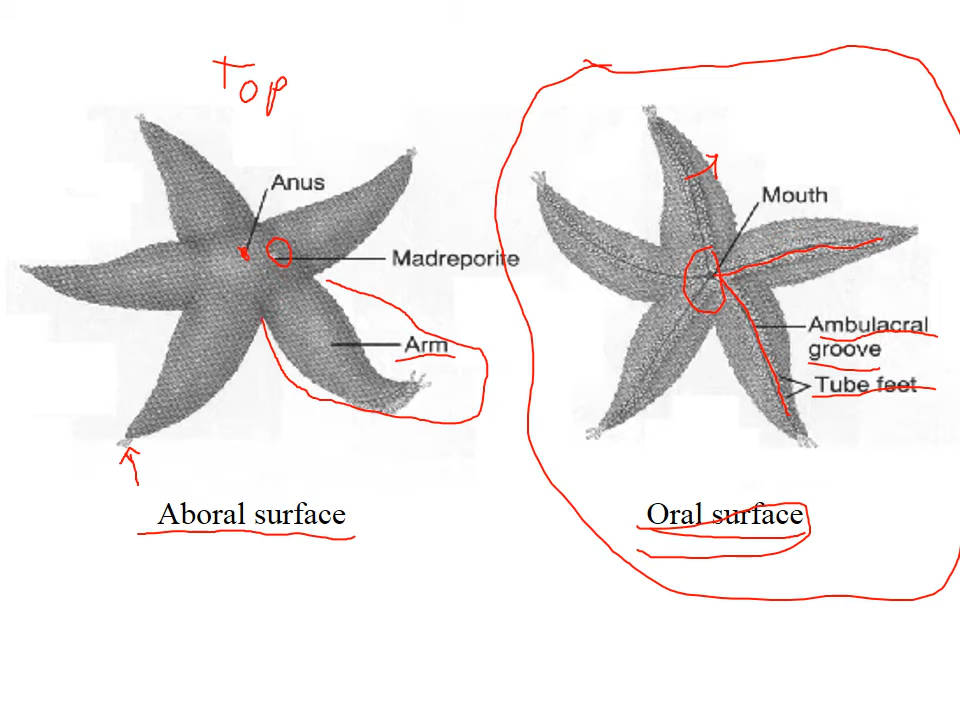 Top
Anus
Madreporite
Arm
Aboral surface
Mouth
Ambulacral
groove
Tube feet
Oral surface